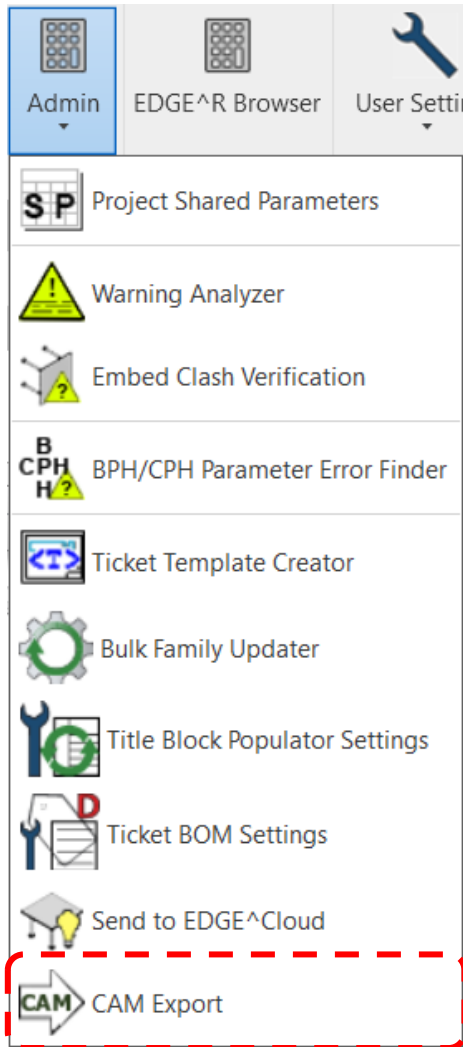 Admin
EDGE^R Browser
User Setti
S P
Project Shared Parameters
!
Warning Analyzer
?
Embed Clash Verification
B
CPH
H?
BPH/CPH Parameter Error Finder
<T>
Ticket Template Creator
Bulk Family Updater
Title Block Populator Settings
D
Ticket BOM Settings
Send to EDGE^Cloud
CAM
CAM Export